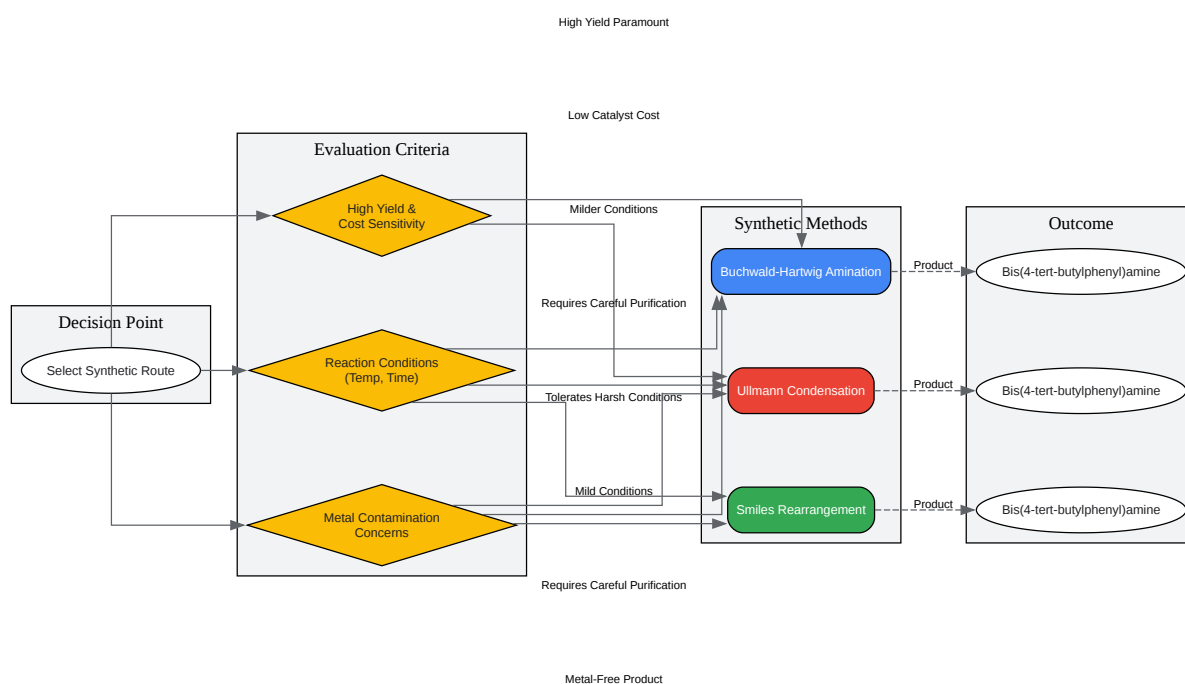 High Yield Paramount
Low Catalyst Cost
Evaluation Criteria
High Yield &
Cost Sensitivity
Milder Conditions
Synthetic Methods
Outcome
Buchwald-Hartwig Amination
Product
Bis(4-tert-butylphenyl)amine
Requires Careful Purification
Decision Point
Select Synthetic Route
Reaction Conditions
(Temp, Time)
Tolerates Harsh Conditions
Ullmann Condensation
Product
Bis(4-tert-butylphenyl)amine
Mild Conditions
Metal Contamination
Concerns
Smiles Rearrangement
Product
Bis(4-tert-butylphenyl)amine
Requires Careful Purification
Metal-Free Product